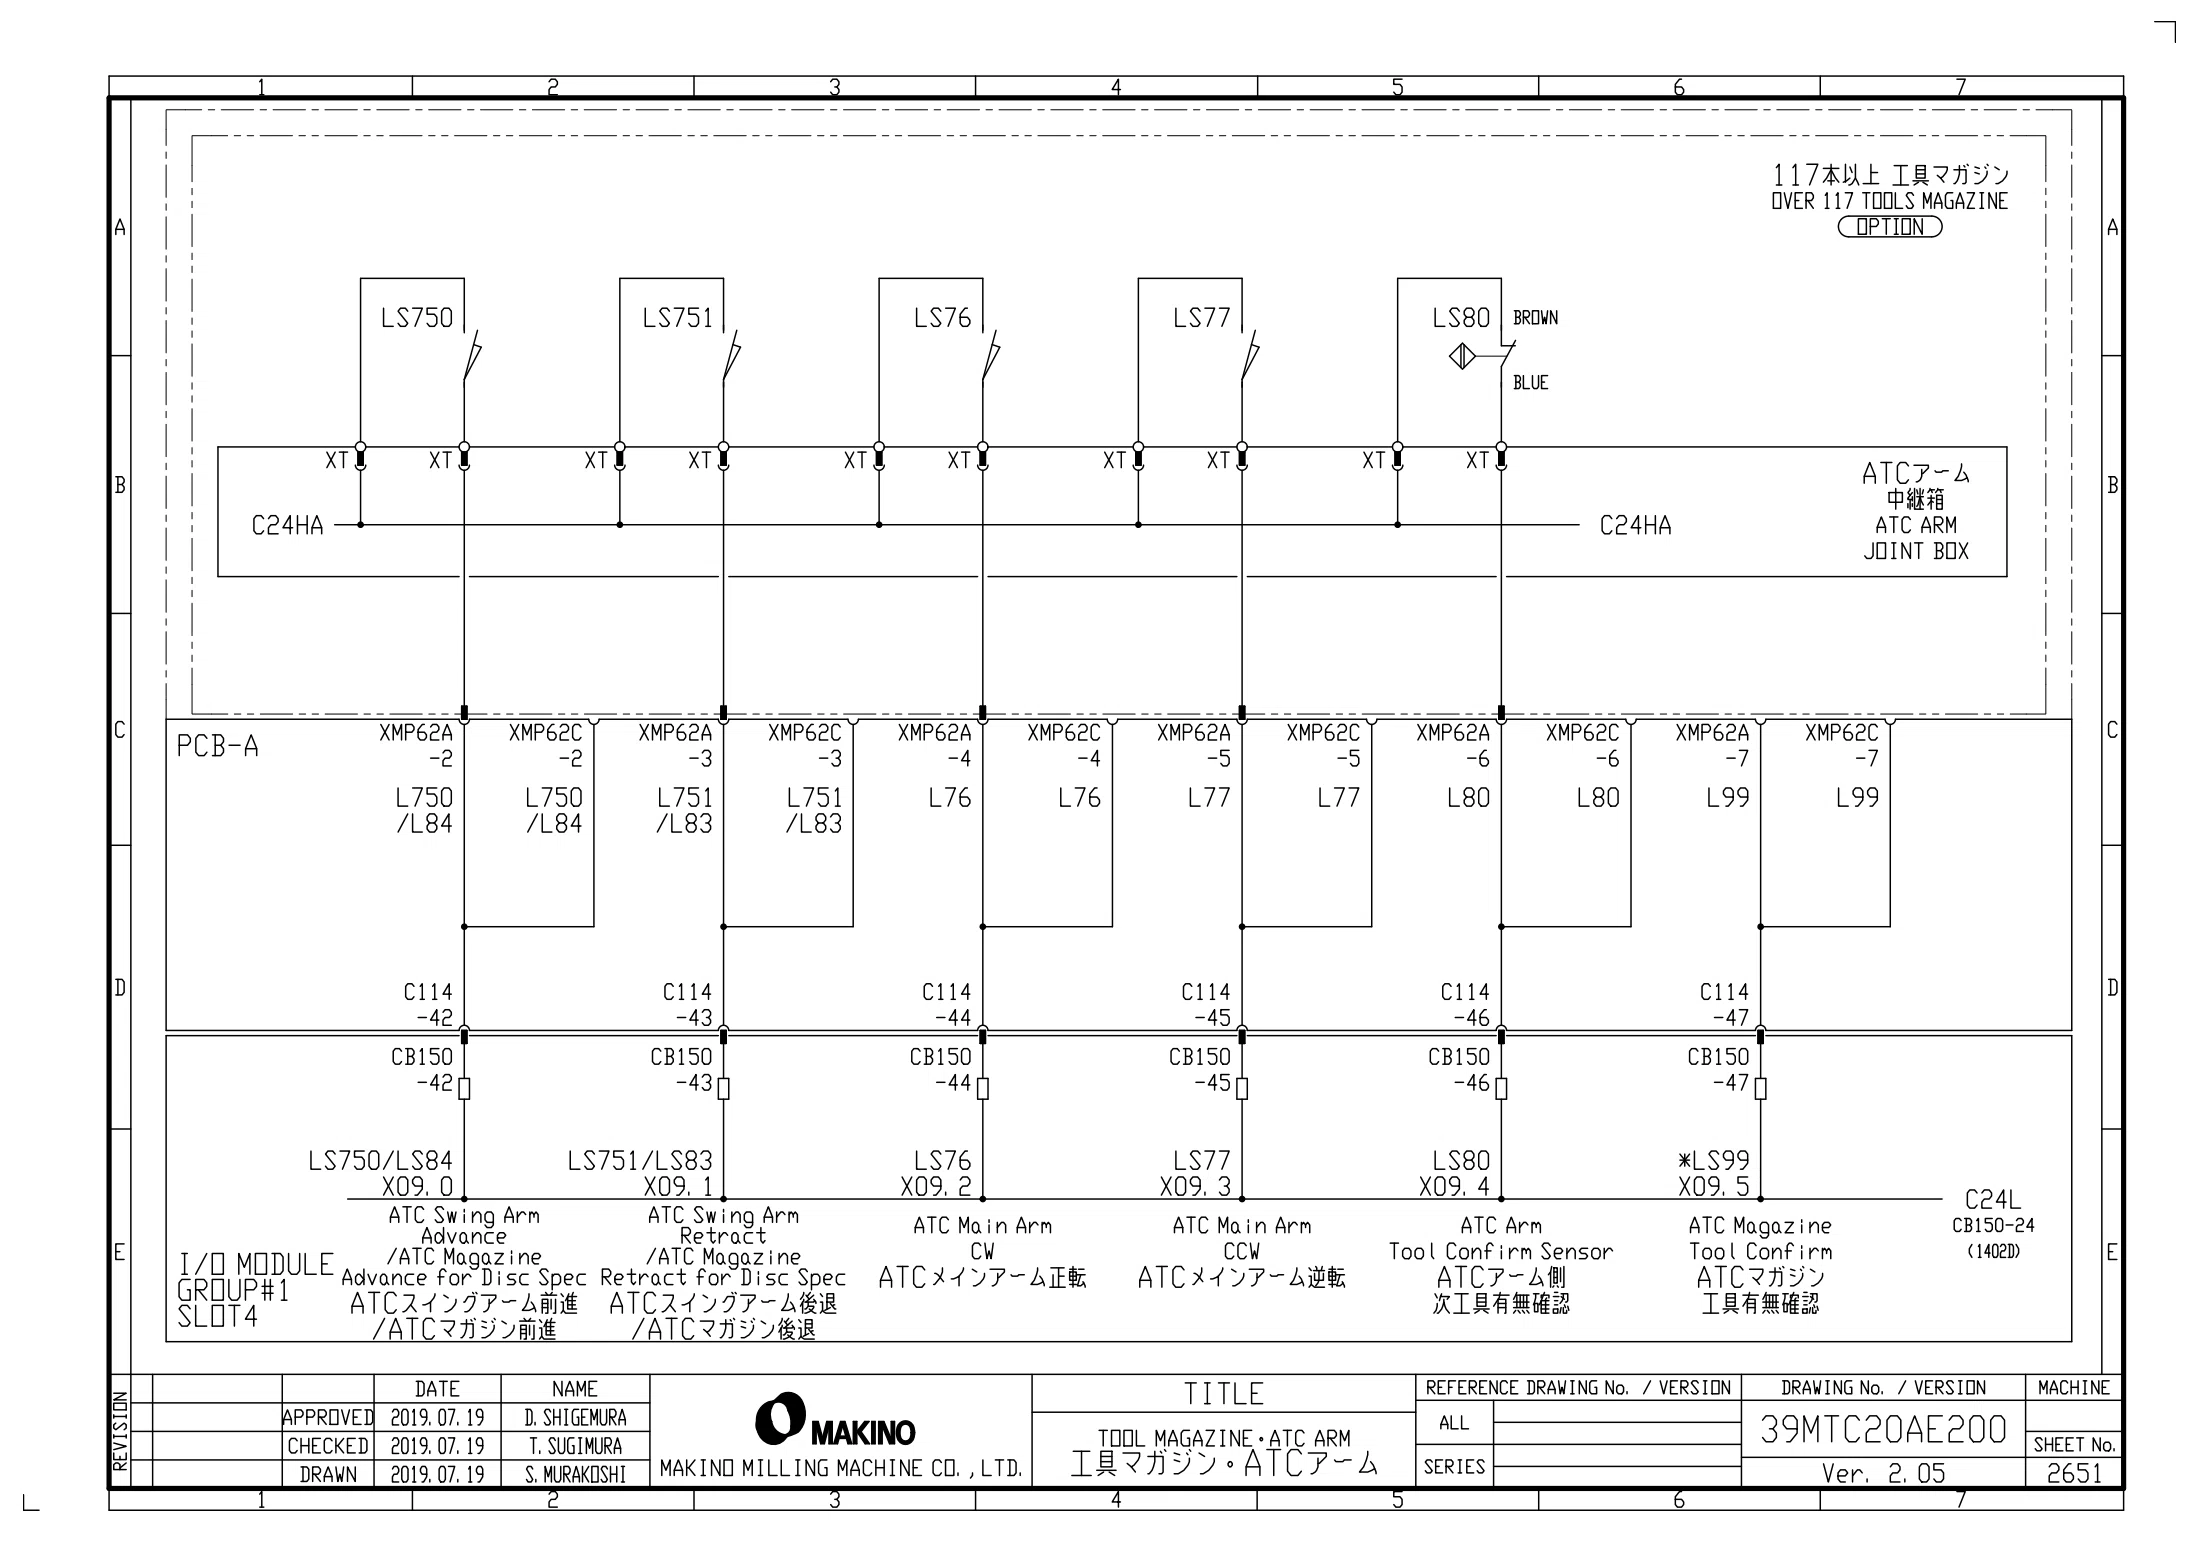 1 2 3 4 5 6 7
A
A
B
B
C
C
D
D
E
E
117本以上 工具マガジン
OVER 117 TOOLS MAGAZINE
OPTION
LS750 LS751 LS76 LS77 LS80 BROWN
BLUE
XT XT XT XT XT XT XT XT XT XT
C24HA C24HA
ATCアーム
中継箱
ATC ARM
JOINT BOX
PCB-A
XMP62A XMP62C XMP62A XMP62C XMP62A XMP62C XMP62A XMP62C XMP62A XMP62C XMP62A XMP62C
-2 -2 -3 -3 -4 -4 -5 -5 -6 -6 -7 -7
L750 L750 L751 L751 L76 L76 L77 L77 L80 L80 L99 L99
/L84 /L84 /L83 /L83
C114 C114 C114 C114 C114 C114
-42 -43 -44 -45 -46 -47
CB150 CB150 CB150 CB150 CB150 CB150
-42 -43 -44 -45 -46 -47
LS750/LS84 LS751/LS83 LS76 LS77 LS80 *LS99
X09.0 X09.1 X09.2 X09.3 X09.4 X09.5
C24L
CB150-24
(1402D)
I/O MODULE
GROUP#1
SLOT4
ATC Swing Arm
Advance
/ATC Magazine
Advance for Disc Spec
ATCスイングアーム前進
/ATCマガジン前進
ATC Swing Arm
Retract
/ATC Magazine
Retract for Disc Spec
ATCスイングアーム後退
/ATCマガジン後退
ATC Main Arm
CW
ATCメインアーム正転
ATC Main Arm
CCW
ATCメインアーム逆転
ATC Arm
Tool Confirm Sensor
ATCアーム側
次工具有無確認
ATC Magazine
Tool Confirm
ATCマガジン
工具有無確認
REVISION
DATE NAME
APPROVED 2019.07.19 D. SHIGEMURA
CHECKED 2019.07.19 T. SUGIMURA
DRAWN 2019.07.19 S. MURAKOSHI
MAKINO
MAKINO MILLING MACHINE CO.,LTD.
TITLE
TOOL MAGAZINE・ATC ARM
工具マガジン・ATCアーム
REFERENCE DRAWING No. / VERSION
ALL
SERIES
DRAWING No. / VERSION
39MTC20AE200
Ver. 2.05
MACHINE
SHEET No.
2651
1 2 3 4 5 6 7